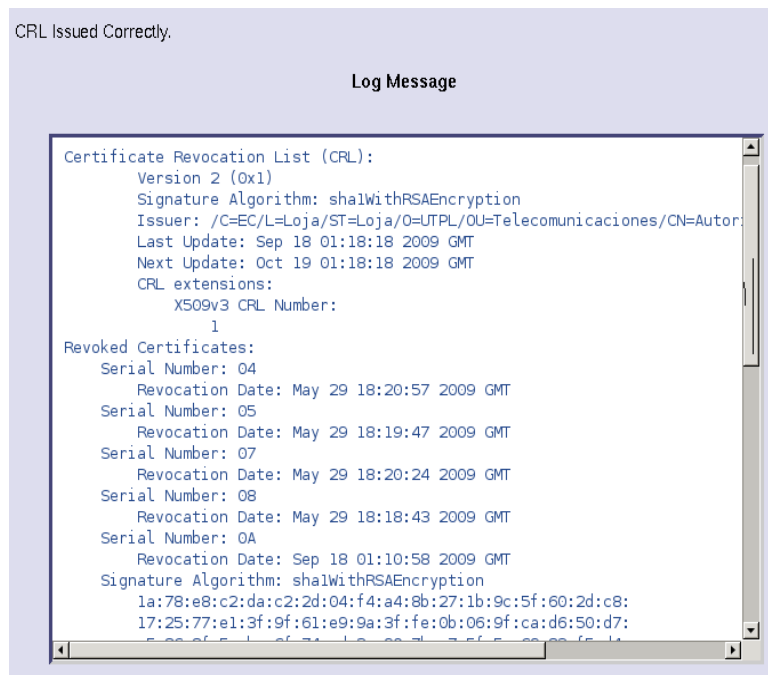 CRL Issued Correctly.
Log Message
Certificate Revocation List (CRL):
Version 2 (0x1)
Signature Algorithm: sha1WithRSAEncryption
Issuer: /C=EC/L=Loja/ST=Loja/O=UTPL/OU=Telecomunicaciones/CN=Autor
Last Update: Sep 18 01:18:18 2009 GMT
Next Update: Oct 19 01:18:18 2009 GMT
CRL extensions:
X509v3 CRL Number:
1
Revoked Certificates:
Serial Number: 04
Revocation Date: May 29 18:20:57 2009 GMT
Serial Number: 05
Revocation Date: May 29 18:19:47 2009 GMT
Serial Number: 07
Revocation Date: May 29 18:20:24 2009 GMT
Serial Number: 08
Revocation Date: May 29 18:18:43 2009 GMT
Serial Number: 0A
Revocation Date: Sep 18 01:10:58 2009 GMT
Signature Algorithm: sha1WithRSAEncryption
1a:78:e8:c2:da:c2:2d:04:f4:a4:8b:27:1b:9c:5f:60:2d:c8:
17:25:77:e1:3f:9f:61:e9:9a:3f:fe:0b:06:9f:ca:d6:50:d7: